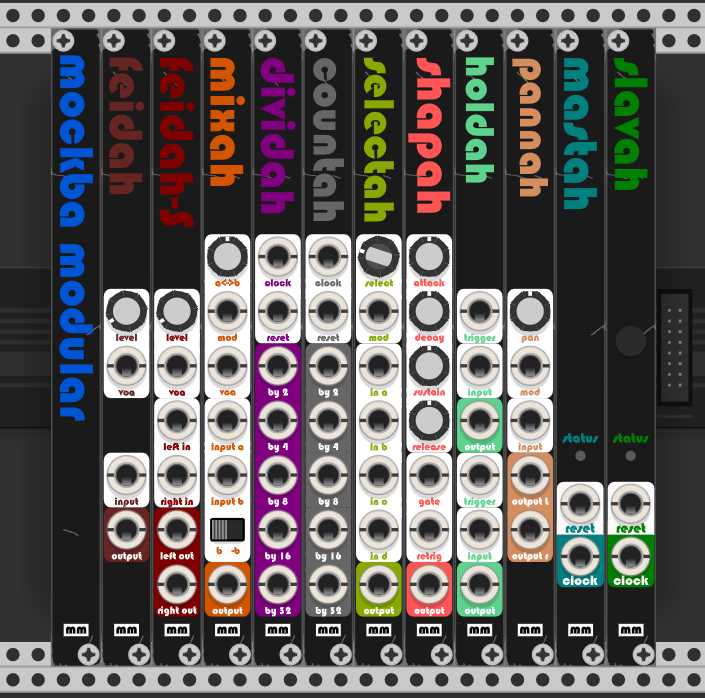 mockba modular
mm
feidah
level
vca
input
output
mm
feidah-s
level
vca
left in
right in
left out
right out
mm
mixah
a<->b
mod
vca
input a
input b
b -b
output
mm
dividah
clock
reset
by 2
by 4
by 8
by 16
by 32
mm
countah
clock
reset
by 2
by 4
by 8
by 16
by 32
mm
selectah
select
mod
in a
in b
in c
in d
output
mm
shapah
attack
decay
sustain
release
gate
retrig
output
mm
holdah
trigger
input
output
trigger
input
output
mm
pannah
pan
mod
input
output l
output r
mm
mastah
status
reset
clock
mm
slavah
status
reset
clock
mm